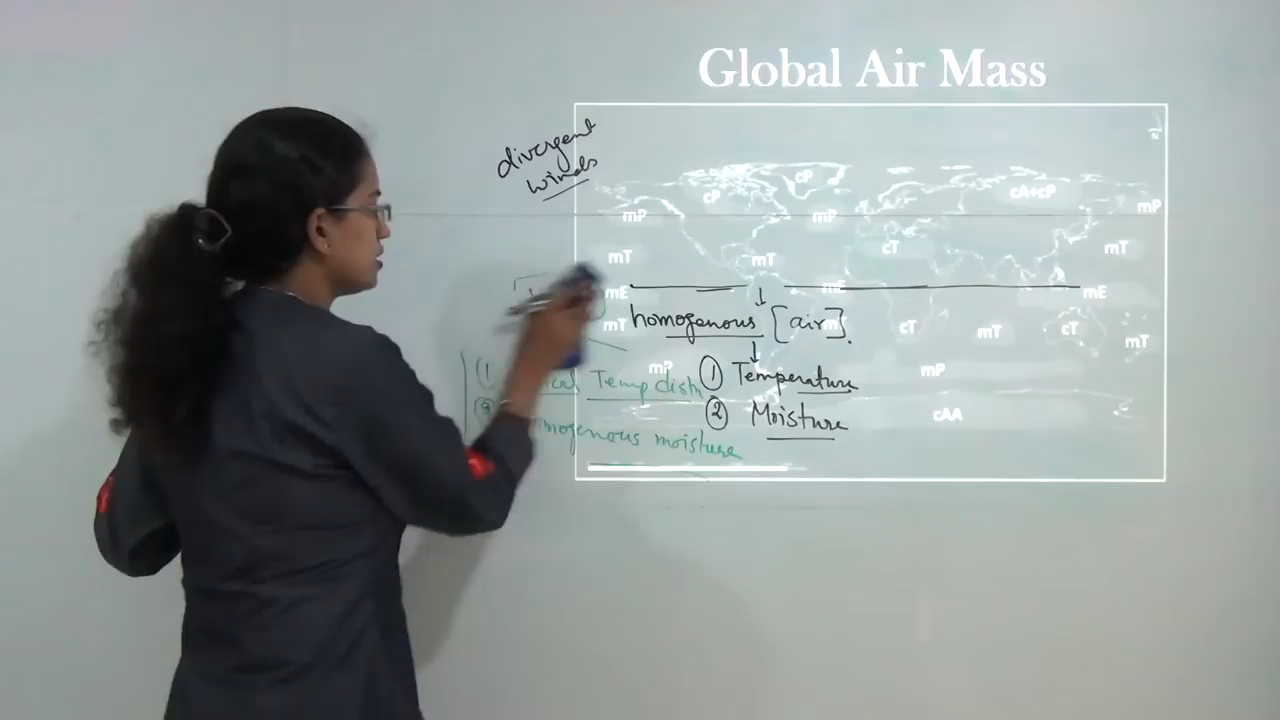 Global Air Mass
divergent
winds
cP
cP
cA+cP
mP
mP
mP
mT
mT
cT
mT
mE
mE
mE
mT
homogenous [air].
m
cT
mT
cT
mT
mP
① Temperature
mP
Temp distr
② Moisture
cAA
moisture